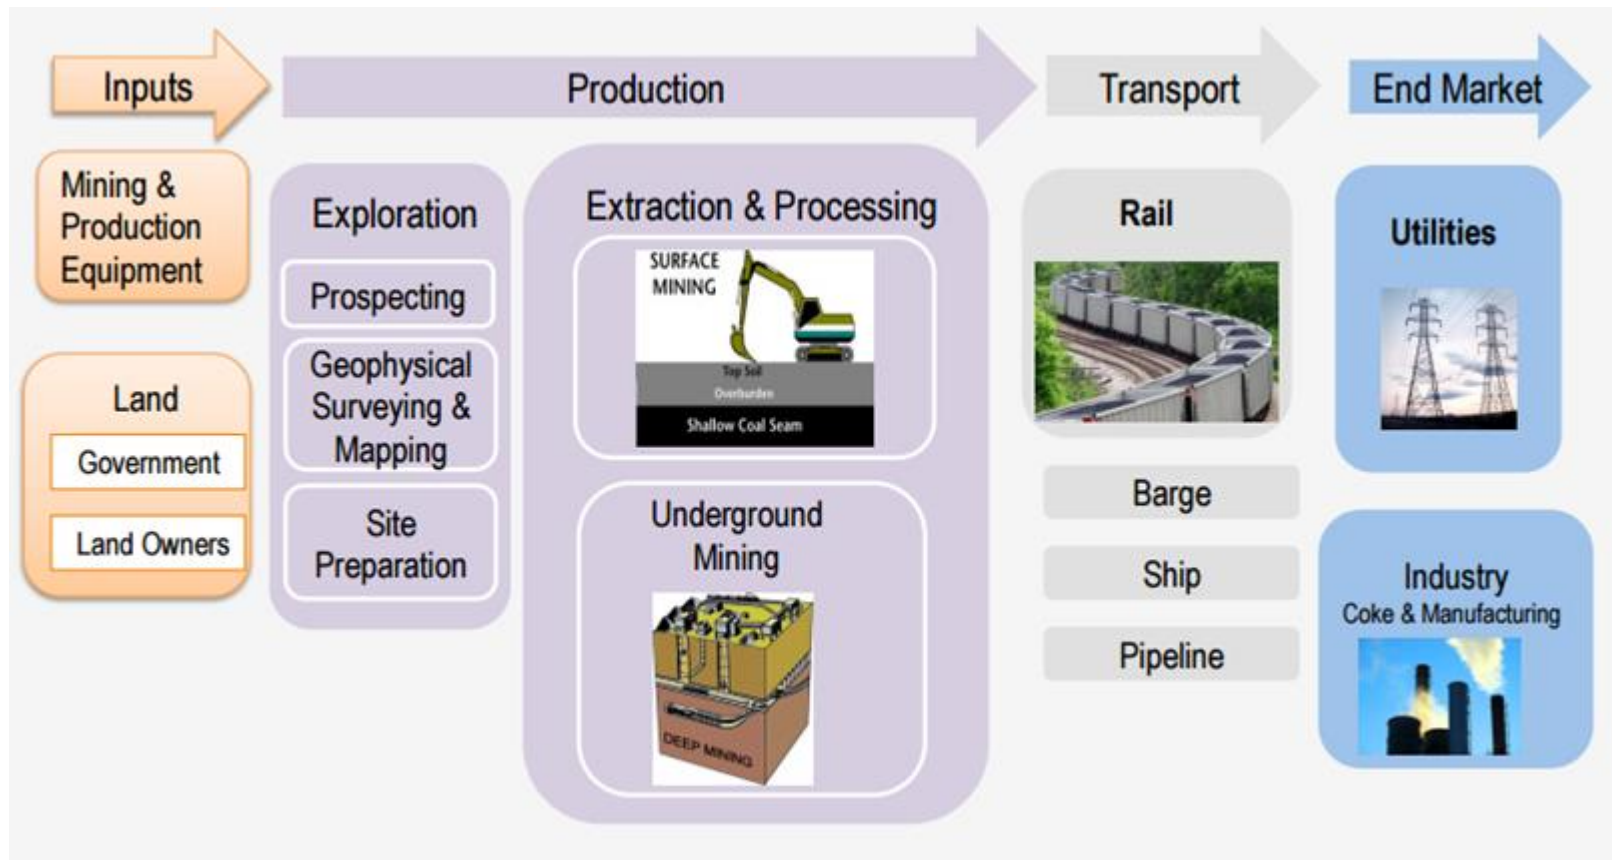 Inputs
Production
Transport
End Market
Mining &
Production
Equipment
Land
Government
Land Owners
Exploration
Prospecting
Geophysical
Surveying &
Mapping
Site
Preparation
Extraction & Processing
SURFACE
MINING
Top Soil
Overburden
Shallow Coal Seam
Underground
Mining
DEEP MINING
Rail
Barge
Ship
Pipeline
Utilities
Industry
Coke & Manufacturing